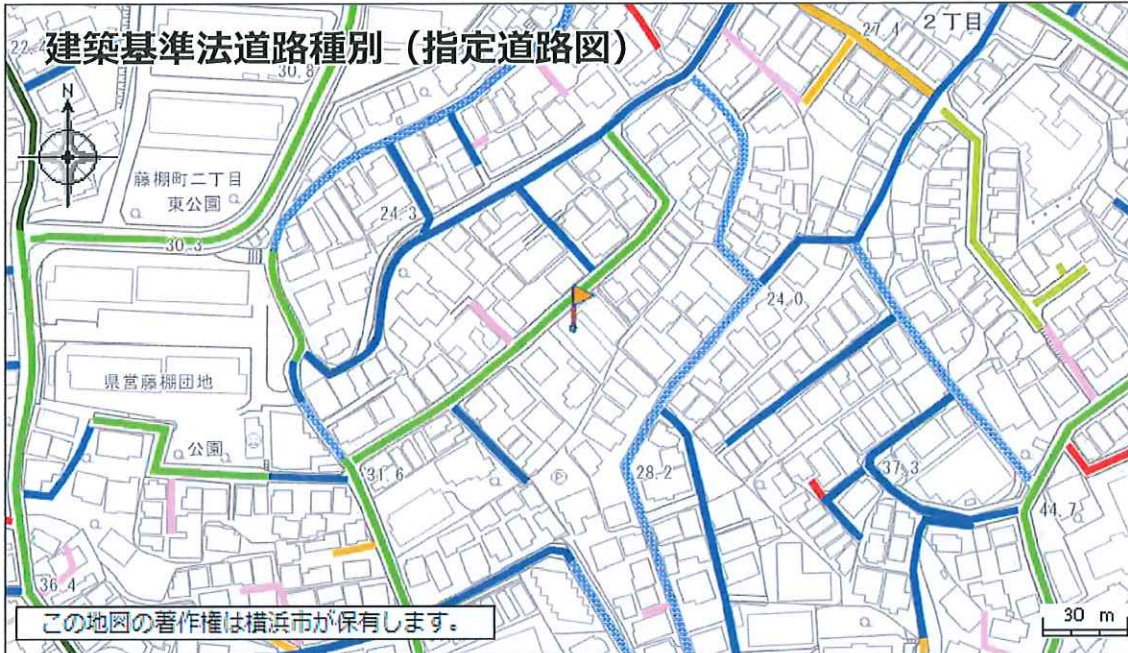 建築基準法道路種別（指定道路図）
2丁目
27.4
30.8
N
藤棚町二丁目
東公園
24.3
30.3
24.0
県営藤棚団地
公園
31.6
P
28.2
37.3
44.7
36.4
30 m
この地図の著作権は横浜市が保有します。